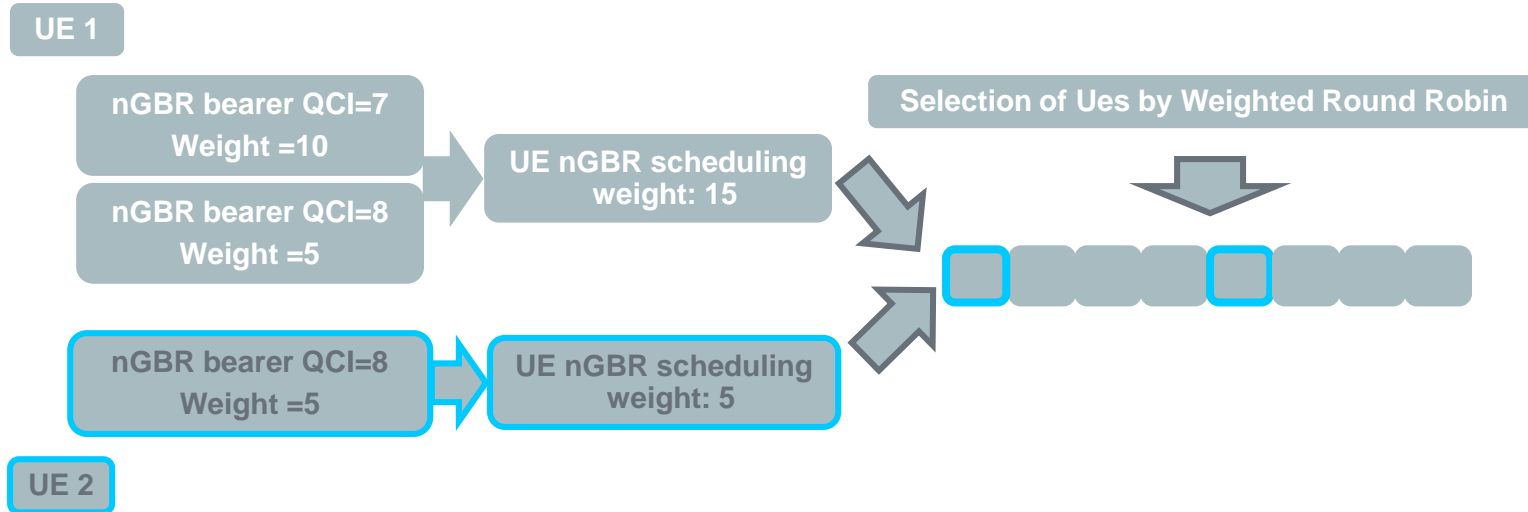 UE 1
nGBR bearer QCI=7
Weight =10
nGBR bearer QCI=8
Weight =5
UE nGBR scheduling
weight: 15
Selection of Ues by Weighted Round Robin
nGBR bearer QCI=8
Weight =5
UE nGBR scheduling
weight: 5
UE 2